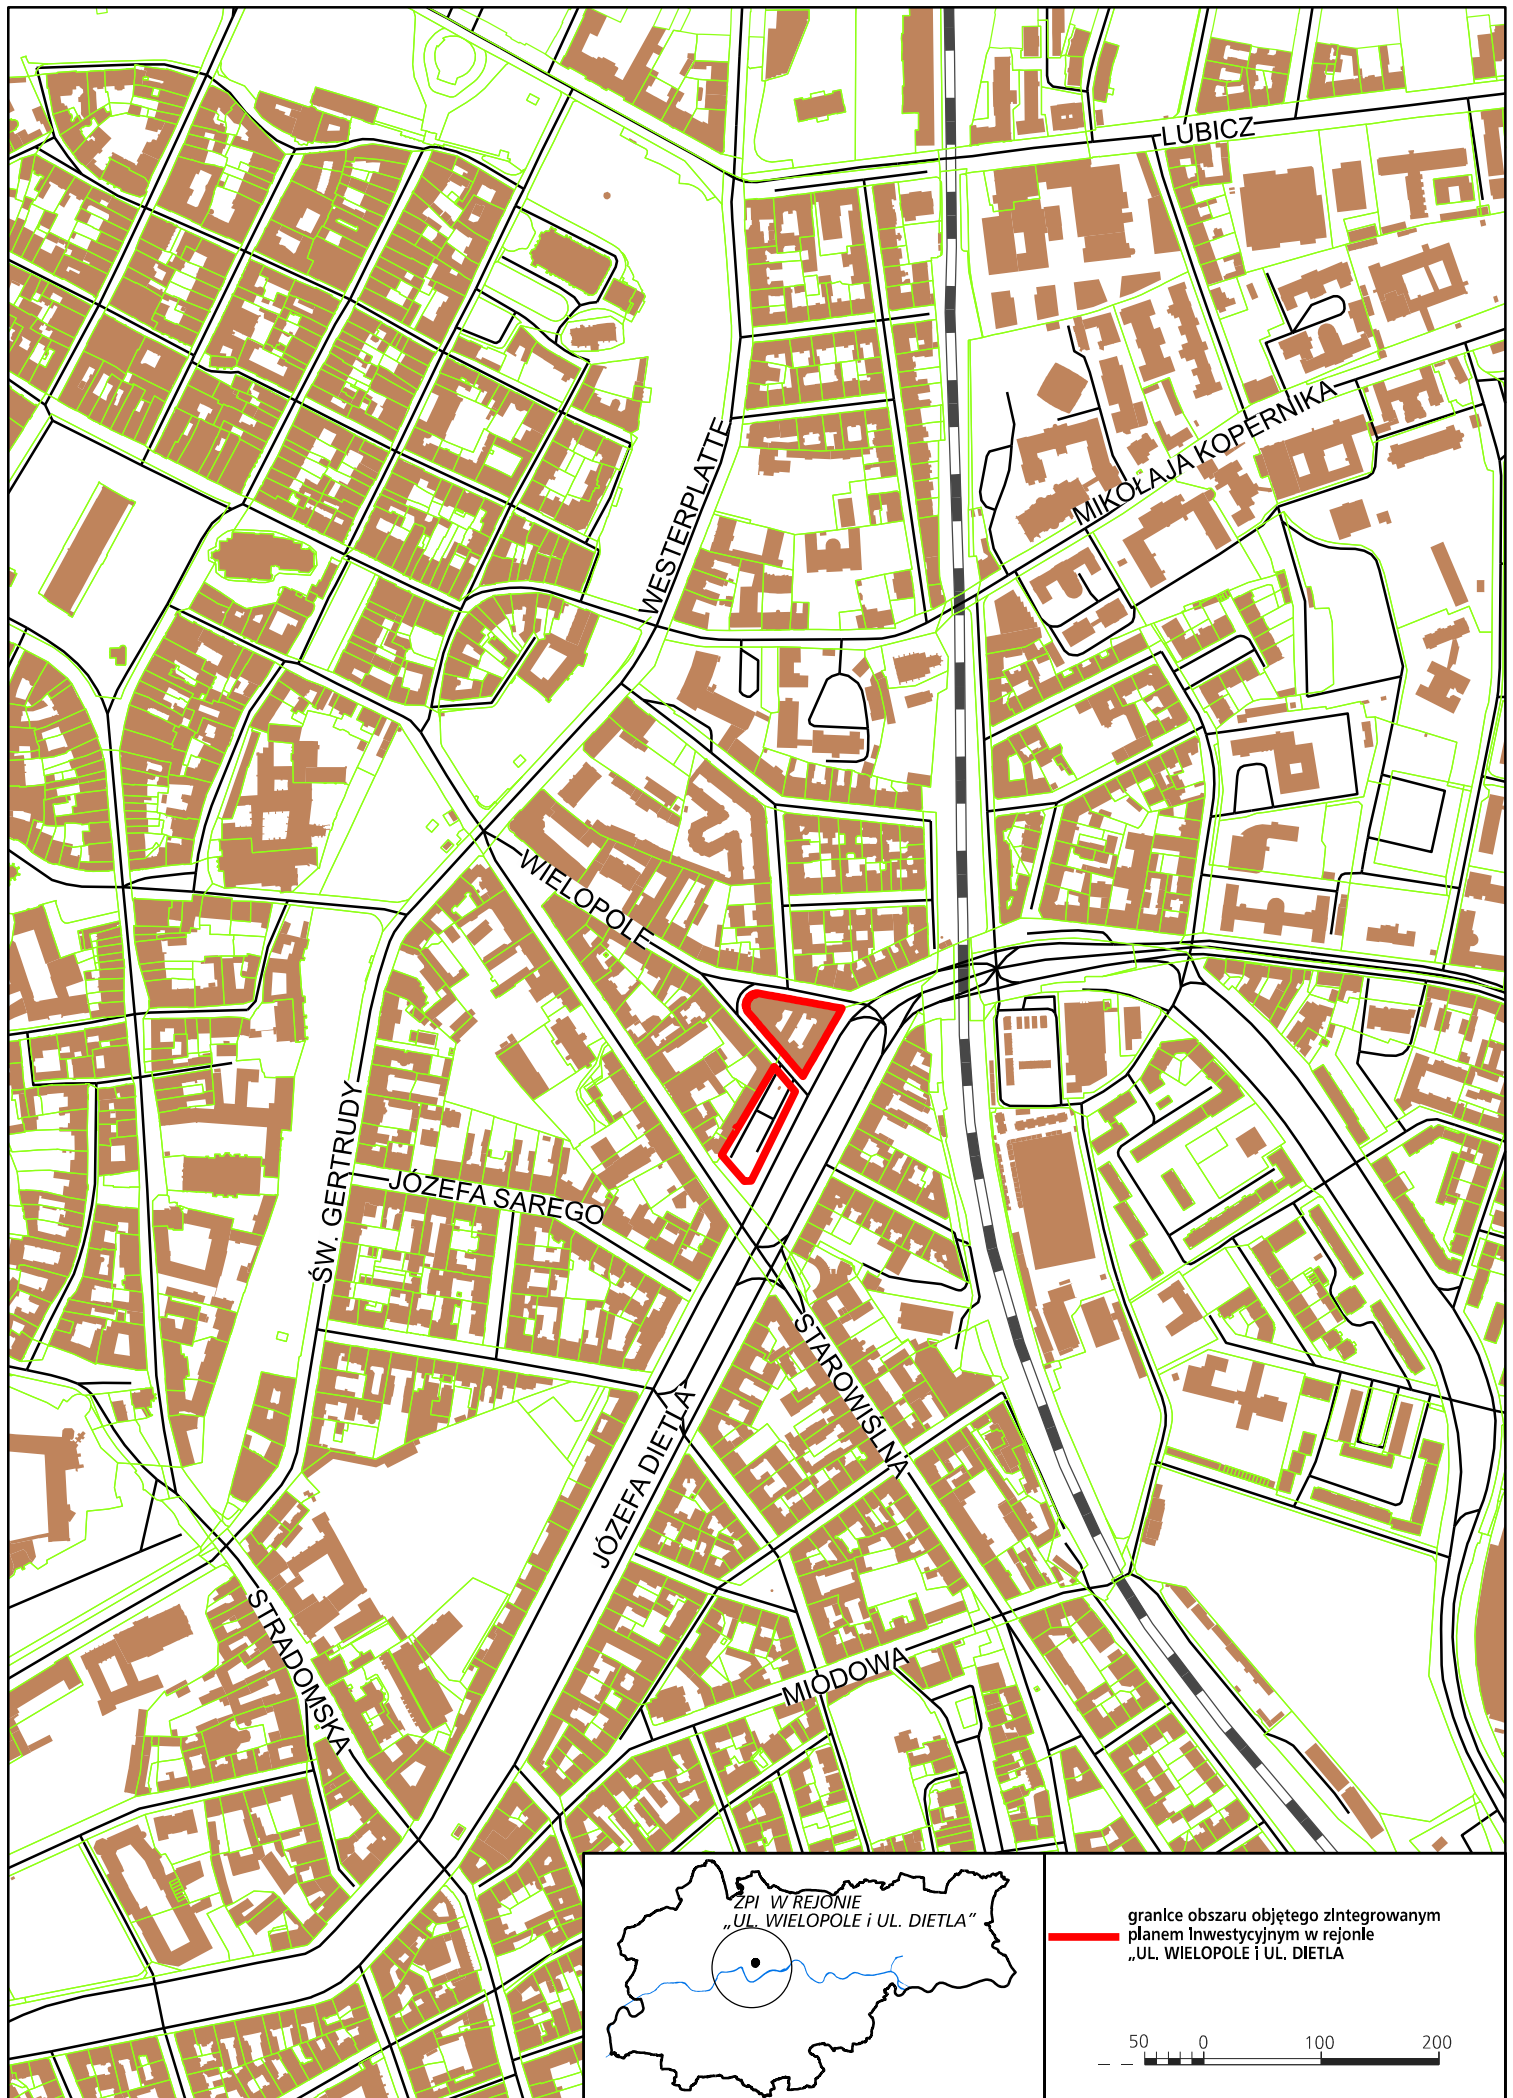 LUBICZ
WESTERPLATTE
MIKOŁAJA KOPERNIKA
WIELOPOLE
ŚW. GERTRUDY
JÓZEFA SAREGO
STAROWIŚLNA
JÓZEFA DIETLA
STRADOMSKA
MIODOWA
ZPI W REJONIE
„UL. WIELOPOLE i UL. DIETLA”
granice obszaru objętego zintegrowanym
planem inwestycyjnym w rejonie
„UL. WIELOPOLE i UL. DIETLA
50 0 100 200